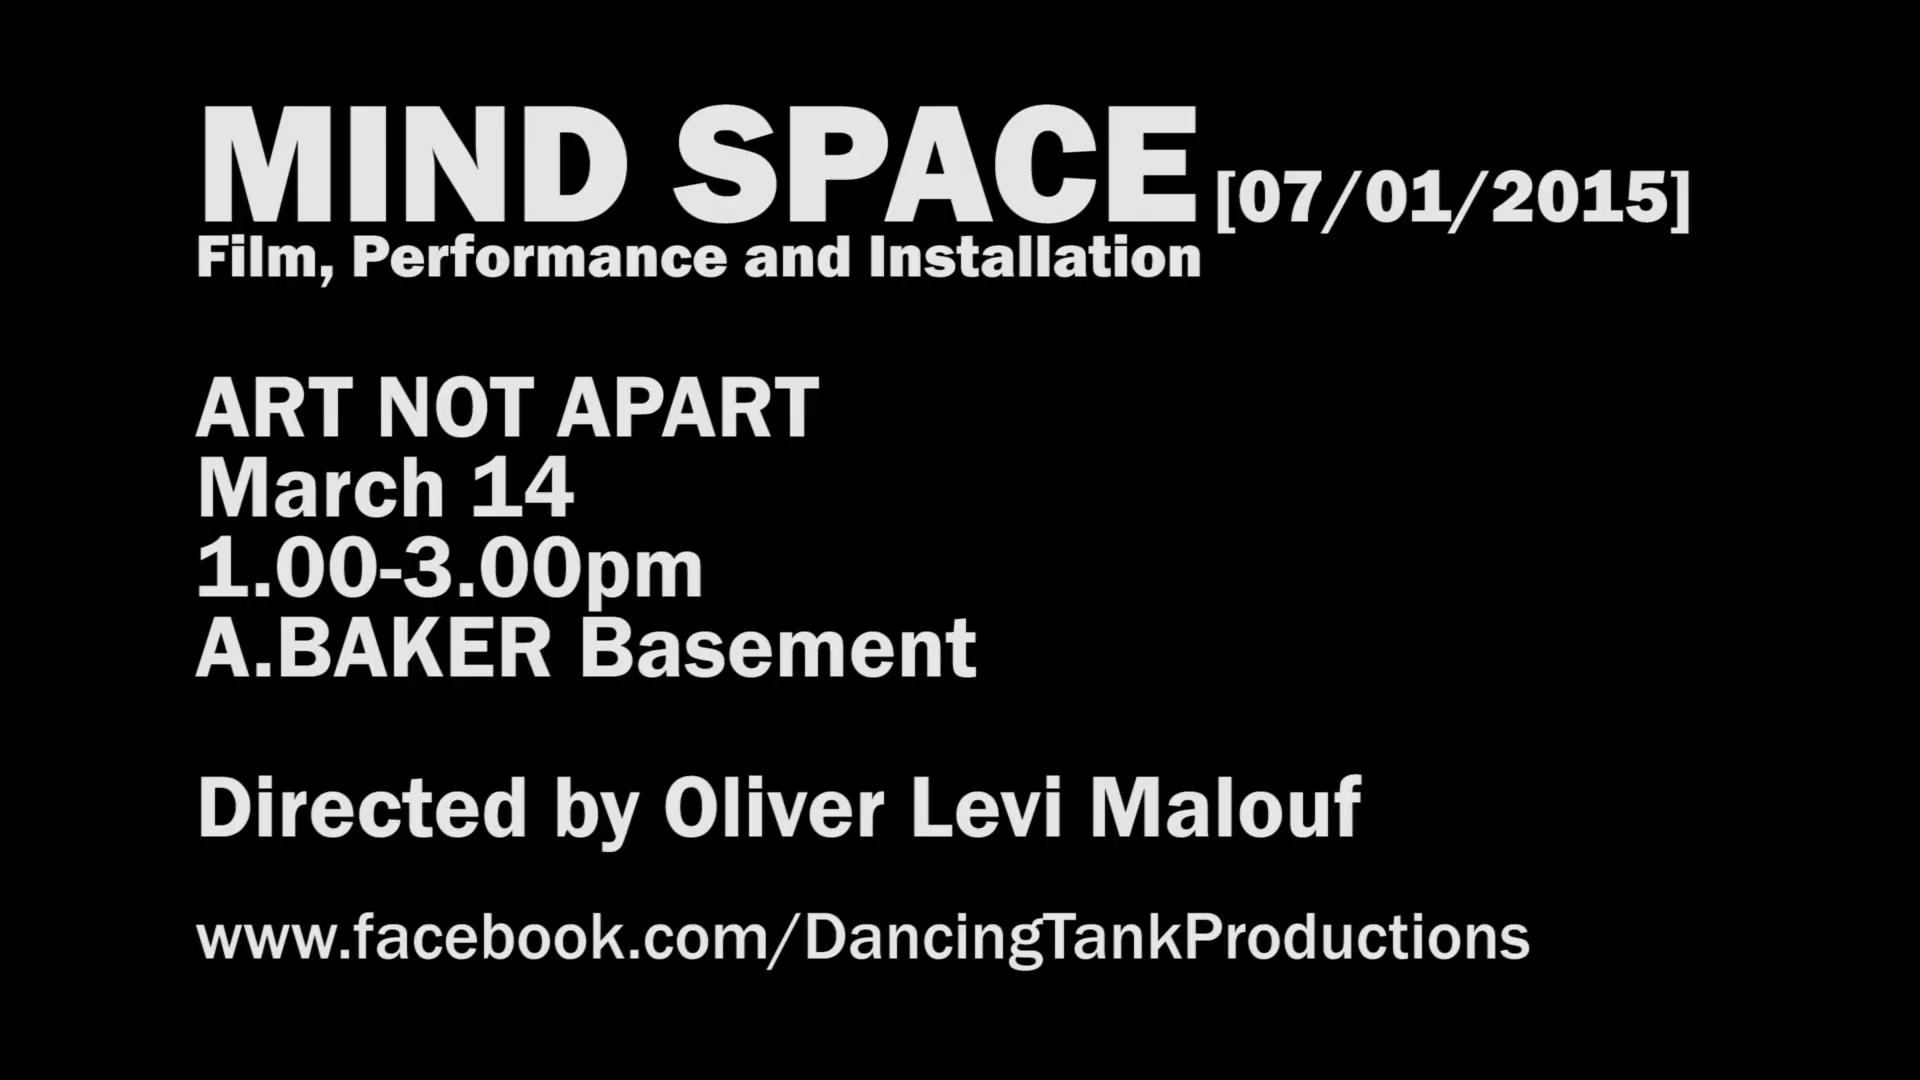 MIND SPACE [07/01/2015]
Film, Performance and Installation
ART NOT APART
March 14
1.00-3.00pm
A.BAKER Basement
Directed by Oliver Levi Malouf
www.facebook.com/DancingTankProductions